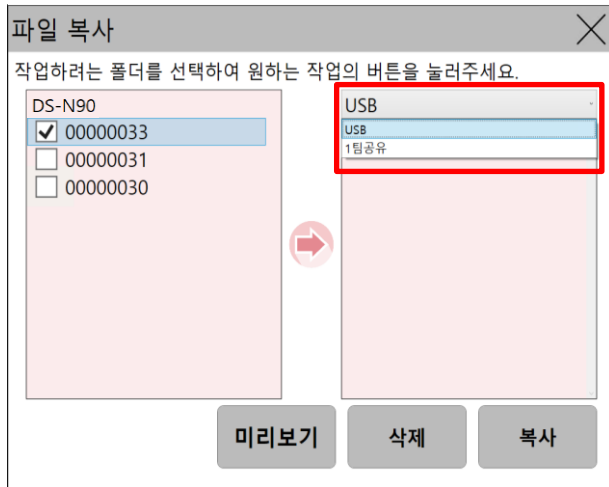 파일 복사
작업하려는 폴더를 선택하여 원하는 작업의 버튼을 눌러주세요.
DS-N90
00000033
00000031
00000030
USB
USB
1팀공유
미리보기
삭제
복사